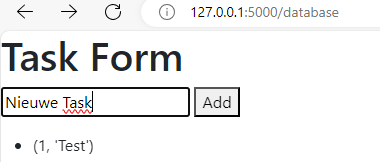 127.0.0.1:5000/database
Task Form
Nieuwe Task Add
(1, 'Test')